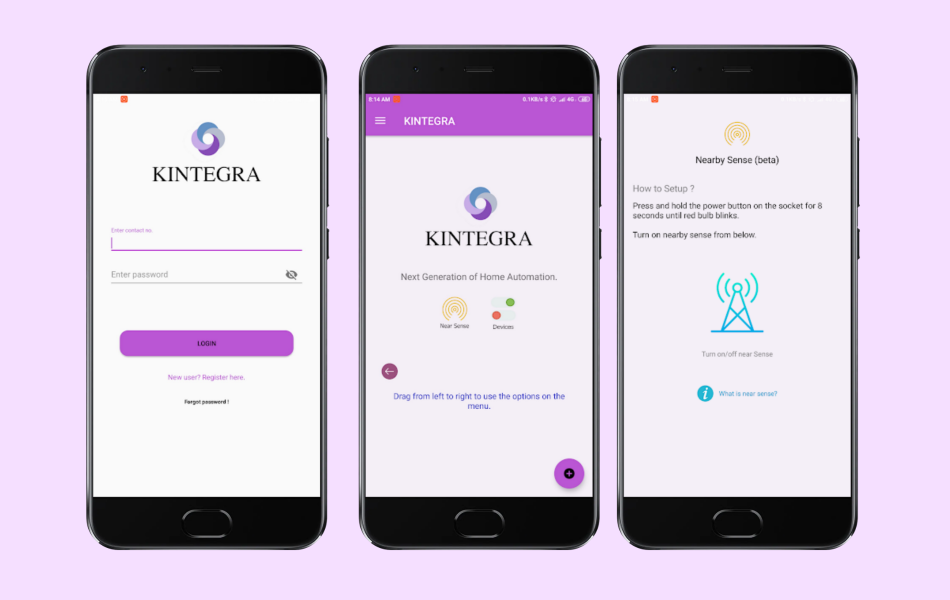 KINTEGRA
Enter contact no.
Enter password
LOGIN
New user? Register here.
Forgot password !
8:14 AM
0.1KB/s
4G
KINTEGRA
KINTEGRA
Next Generation of Home Automation.
Near Sense
Devices
Drag from left to right to use the options on the
menu.
Nearby Sense (beta)
How to Setup ?
Press and hold the power button on the socket for 8
seconds until red bulb blinks.
Turn on nearby sense from below.
Turn on/off near Sense
What is near sense?